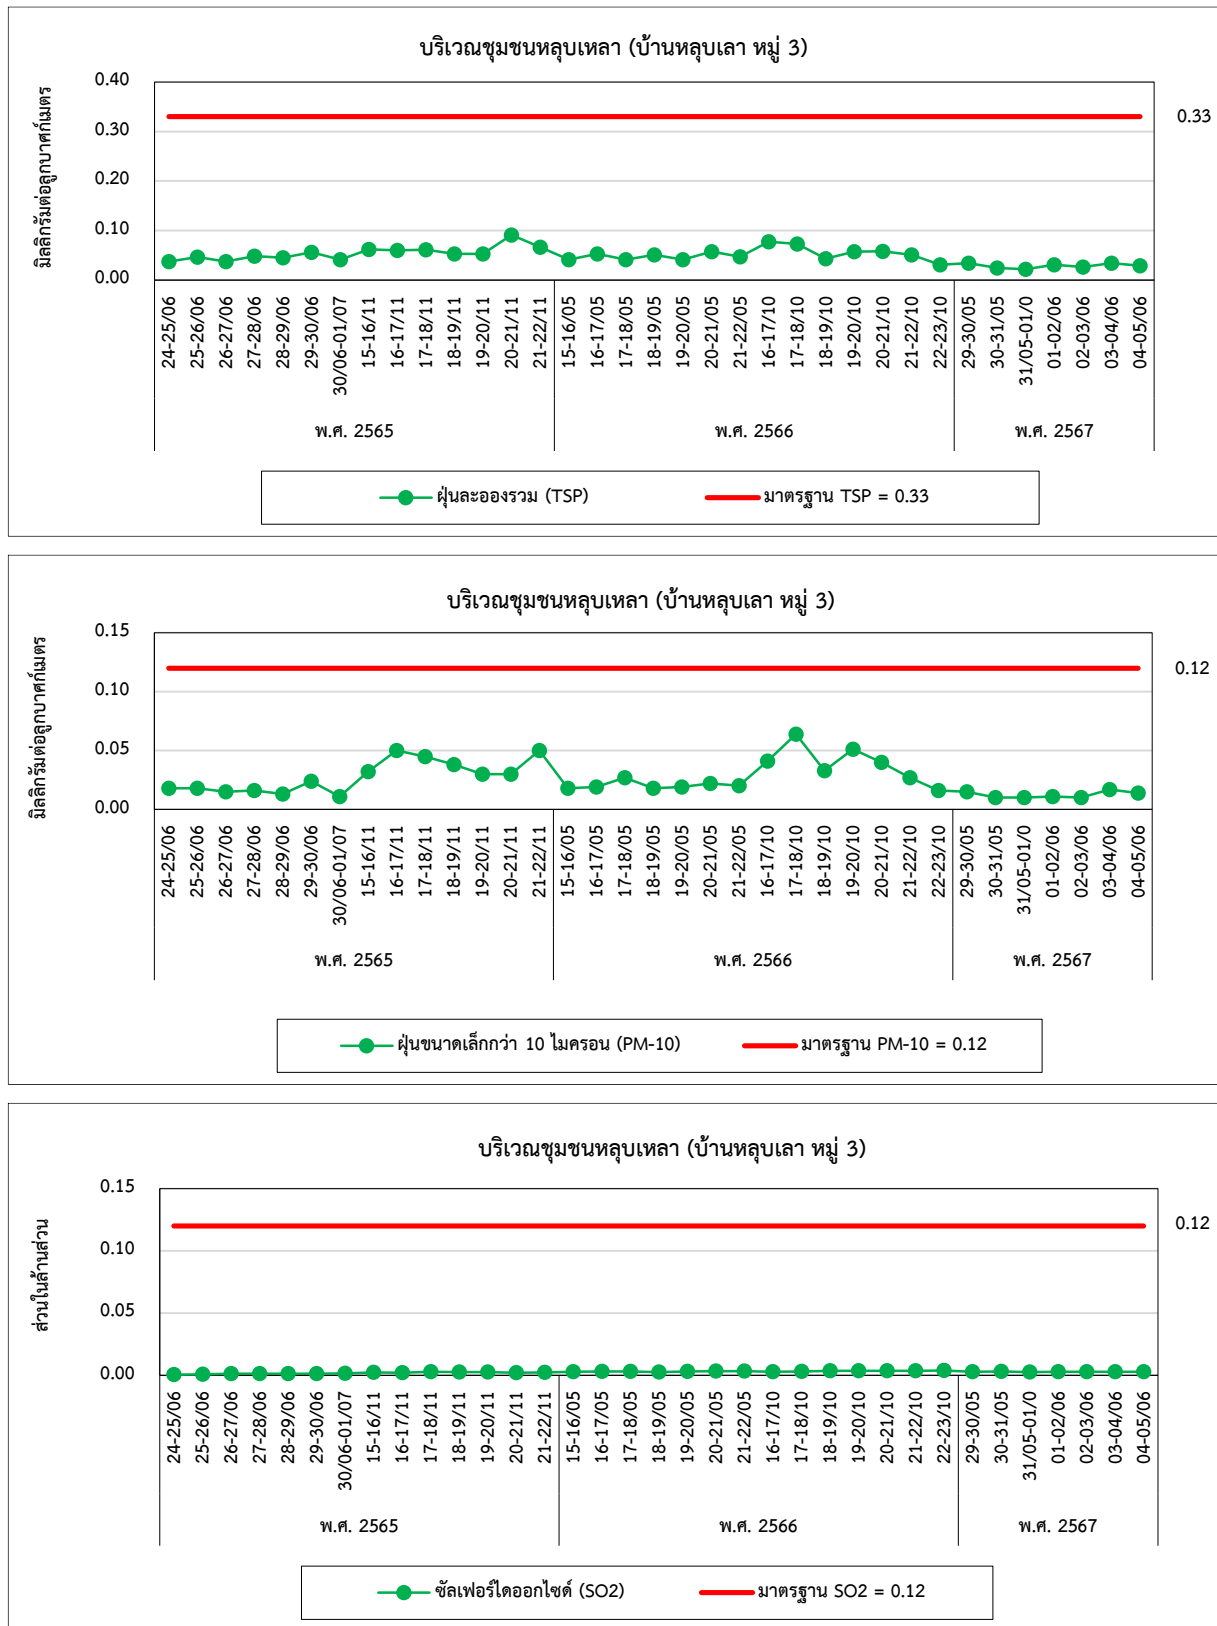 บริเวณชุมชนหลุบเหลา (บ้านหลุบเลา หมู่ 3)
มิลลิกรัมต่อลูกบาศก์เมตร
0.40
0.30
0.20
0.10
0.00
0.33
24-25/06 25-26/06 26-27/06 27-28/06 28-29/06 29-30/06 30/06-01/07 15-16/11 16-17/11 17-18/11 18-19/11 19-20/11 20-21/11 21-22/11 15-16/05 16-17/05 17-18/05 18-19/05 19-20/05 20-21/05 21-22/05 16-17/10 17-18/10 18-19/10 19-20/10 20-21/10 21-22/10 22-23/10 29-30/05 30-31/05 31/05-01/0 01-02/06 02-03/06 03-04/06 04-05/06
พ.ศ. 2565 พ.ศ. 2566 พ.ศ. 2567
ฝุ่นละอองรวม (TSP) มาตรฐาน TSP = 0.33
บริเวณชุมชนหลุบเหลา (บ้านหลุบเลา หมู่ 3)
มิลลิกรัมต่อลูกบาศก์เมตร
0.15
0.10
0.05
0.00
0.12
24-25/06 25-26/06 26-27/06 27-28/06 28-29/06 29-30/06 30/06-01/07 15-16/11 16-17/11 17-18/11 18-19/11 19-20/11 20-21/11 21-22/11 15-16/05 16-17/05 17-18/05 18-19/05 19-20/05 20-21/05 21-22/05 16-17/10 17-18/10 18-19/10 19-20/10 20-21/10 21-22/10 22-23/10 29-30/05 30-31/05 31/05-01/0 01-02/06 02-03/06 03-04/06 04-05/06
พ.ศ. 2565 พ.ศ. 2566 พ.ศ. 2567
ฝุ่นขนาดเล็กกว่า 10 ไมครอน (PM-10) มาตรฐาน PM-10 = 0.12
บริเวณชุมชนหลุบเหลา (บ้านหลุบเลา หมู่ 3)
ส่วนในล้านส่วน
0.15
0.10
0.05
0.00
0.12
24-25/06 25-26/06 26-27/06 27-28/06 28-29/06 29-30/06 30/06-01/07 15-16/11 16-17/11 17-18/11 18-19/11 19-20/11 20-21/11 21-22/11 15-16/05 16-17/05 17-18/05 18-19/05 19-20/05 20-21/05 21-22/05 16-17/10 17-18/10 18-19/10 19-20/10 20-21/10 21-22/10 22-23/10 29-30/05 30-31/05 31/05-01/0 01-02/06 02-03/06 03-04/06 04-05/06
พ.ศ. 2565 พ.ศ. 2566 พ.ศ. 2567
ซัลเฟอร์ไดออกไซด์ (SO2) มาตรฐาน SO2 = 0.12